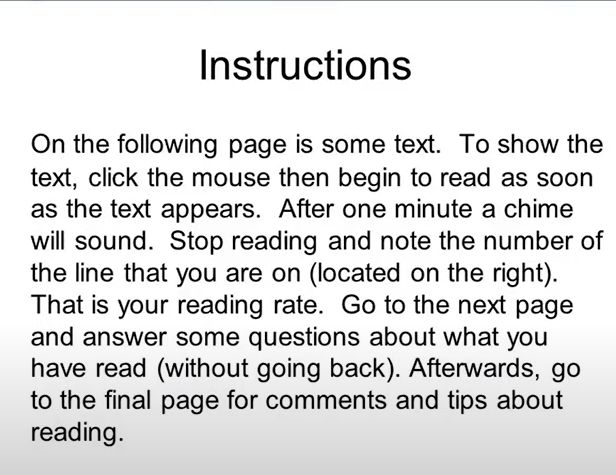 Instructions
On the following page is some text.  To show the
text, click the mouse then begin to read as soon
as the text appears.  After one minute a chime
will sound.  Stop reading and note the number of
the line that you are on (located on the right).
That is your reading rate.  Go to the next page
and answer some questions about what you
have read (without going back). Afterwards, go
to the final page for comments and tips about
reading.